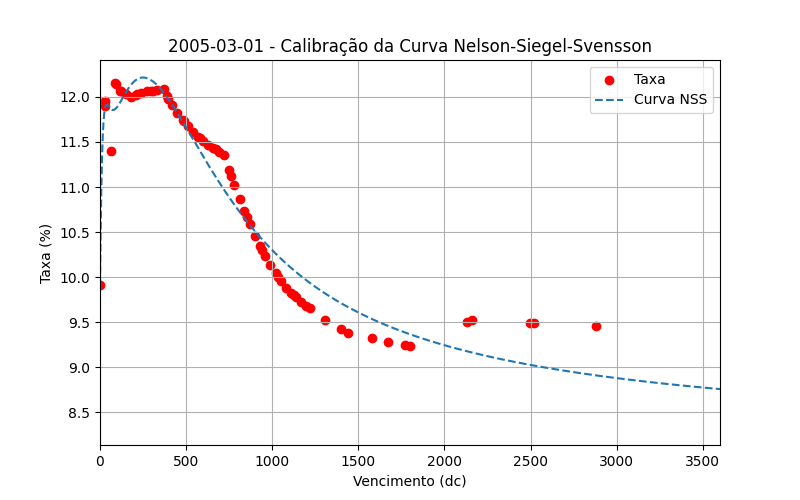 2005-03-01 - Calibração da Curva Nelson-Siegel-Svensson
Taxa
Curva NSS
Taxa (%)
12.0
11.5
11.0
10.5
10.0
9.5
9.0
8.5
0 500 1000 1500 2000 2500 3000 3500
Vencimento (dc)